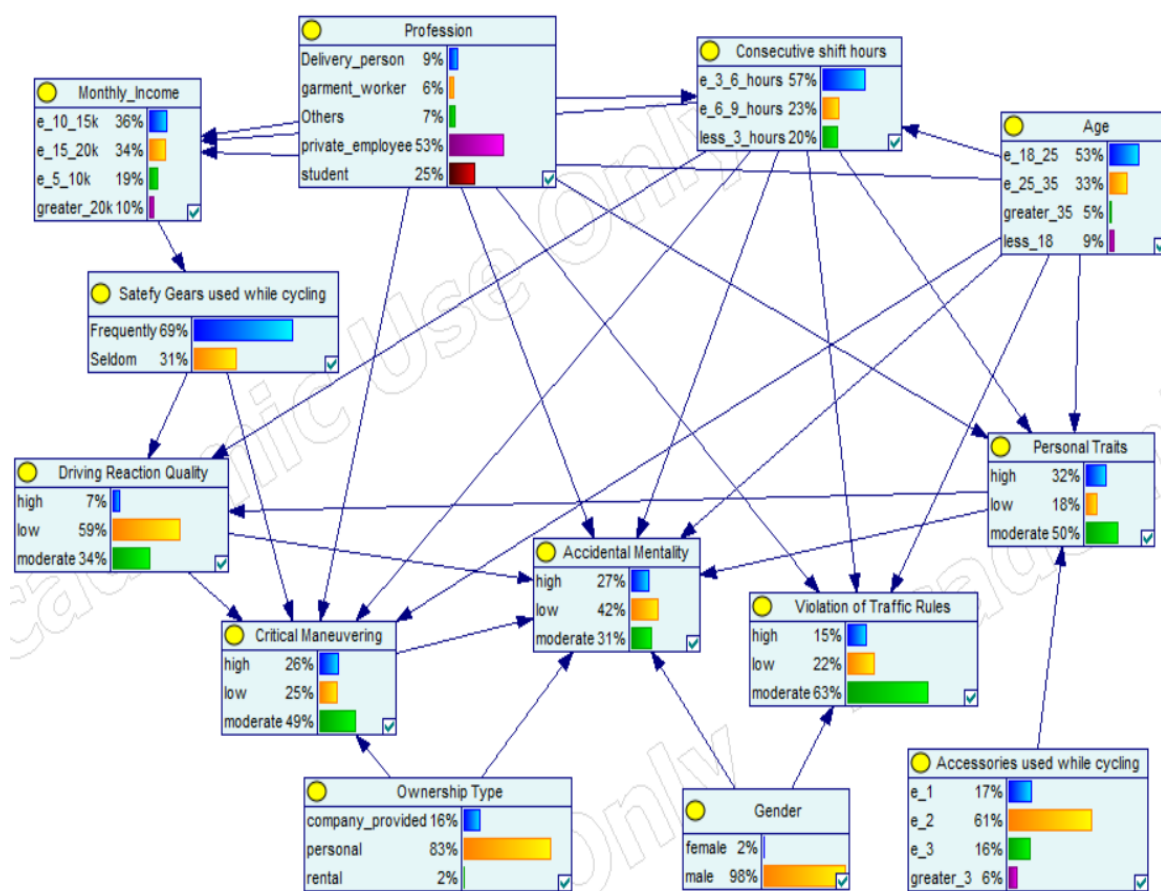 Profession
Delivery_person 9%
garment_worker 6%
Others 7%
private_employee 53%
student 25%
Consecutive shift hours
e_3_6_hours 57%
e_6_9_hours 23%
less_3_hours 20%
Monthly_Income
e_10_15k 36%
e_15_20k 34%
e_5_10k 19%
greater_20k 10%
Age
e_18_25 53%
e_25_35 33%
greater_35 5%
less_18 9%
Satefy Gears used while cycling
Frequently 69%
Seldom 31%
Driving Reaction Quality
high 7%
low 59%
moderate 34%
Personal Traits
high 32%
low 18%
moderate 50%
Accidental Mentality
high 27%
low 42%
moderate 31%
Violation of Traffic Rules
high 15%
low 22%
moderate 63%
Critical Maneuvering
high 26%
low 25%
moderate 49%
Ownership Type
company_provided 16%
personal 83%
rental 2%
Gender
female 2%
male 98%
Accessories used while cycling
e_1 17%
e_2 61%
e_3 16%
greater_3 6%
cademic Use Only
Only